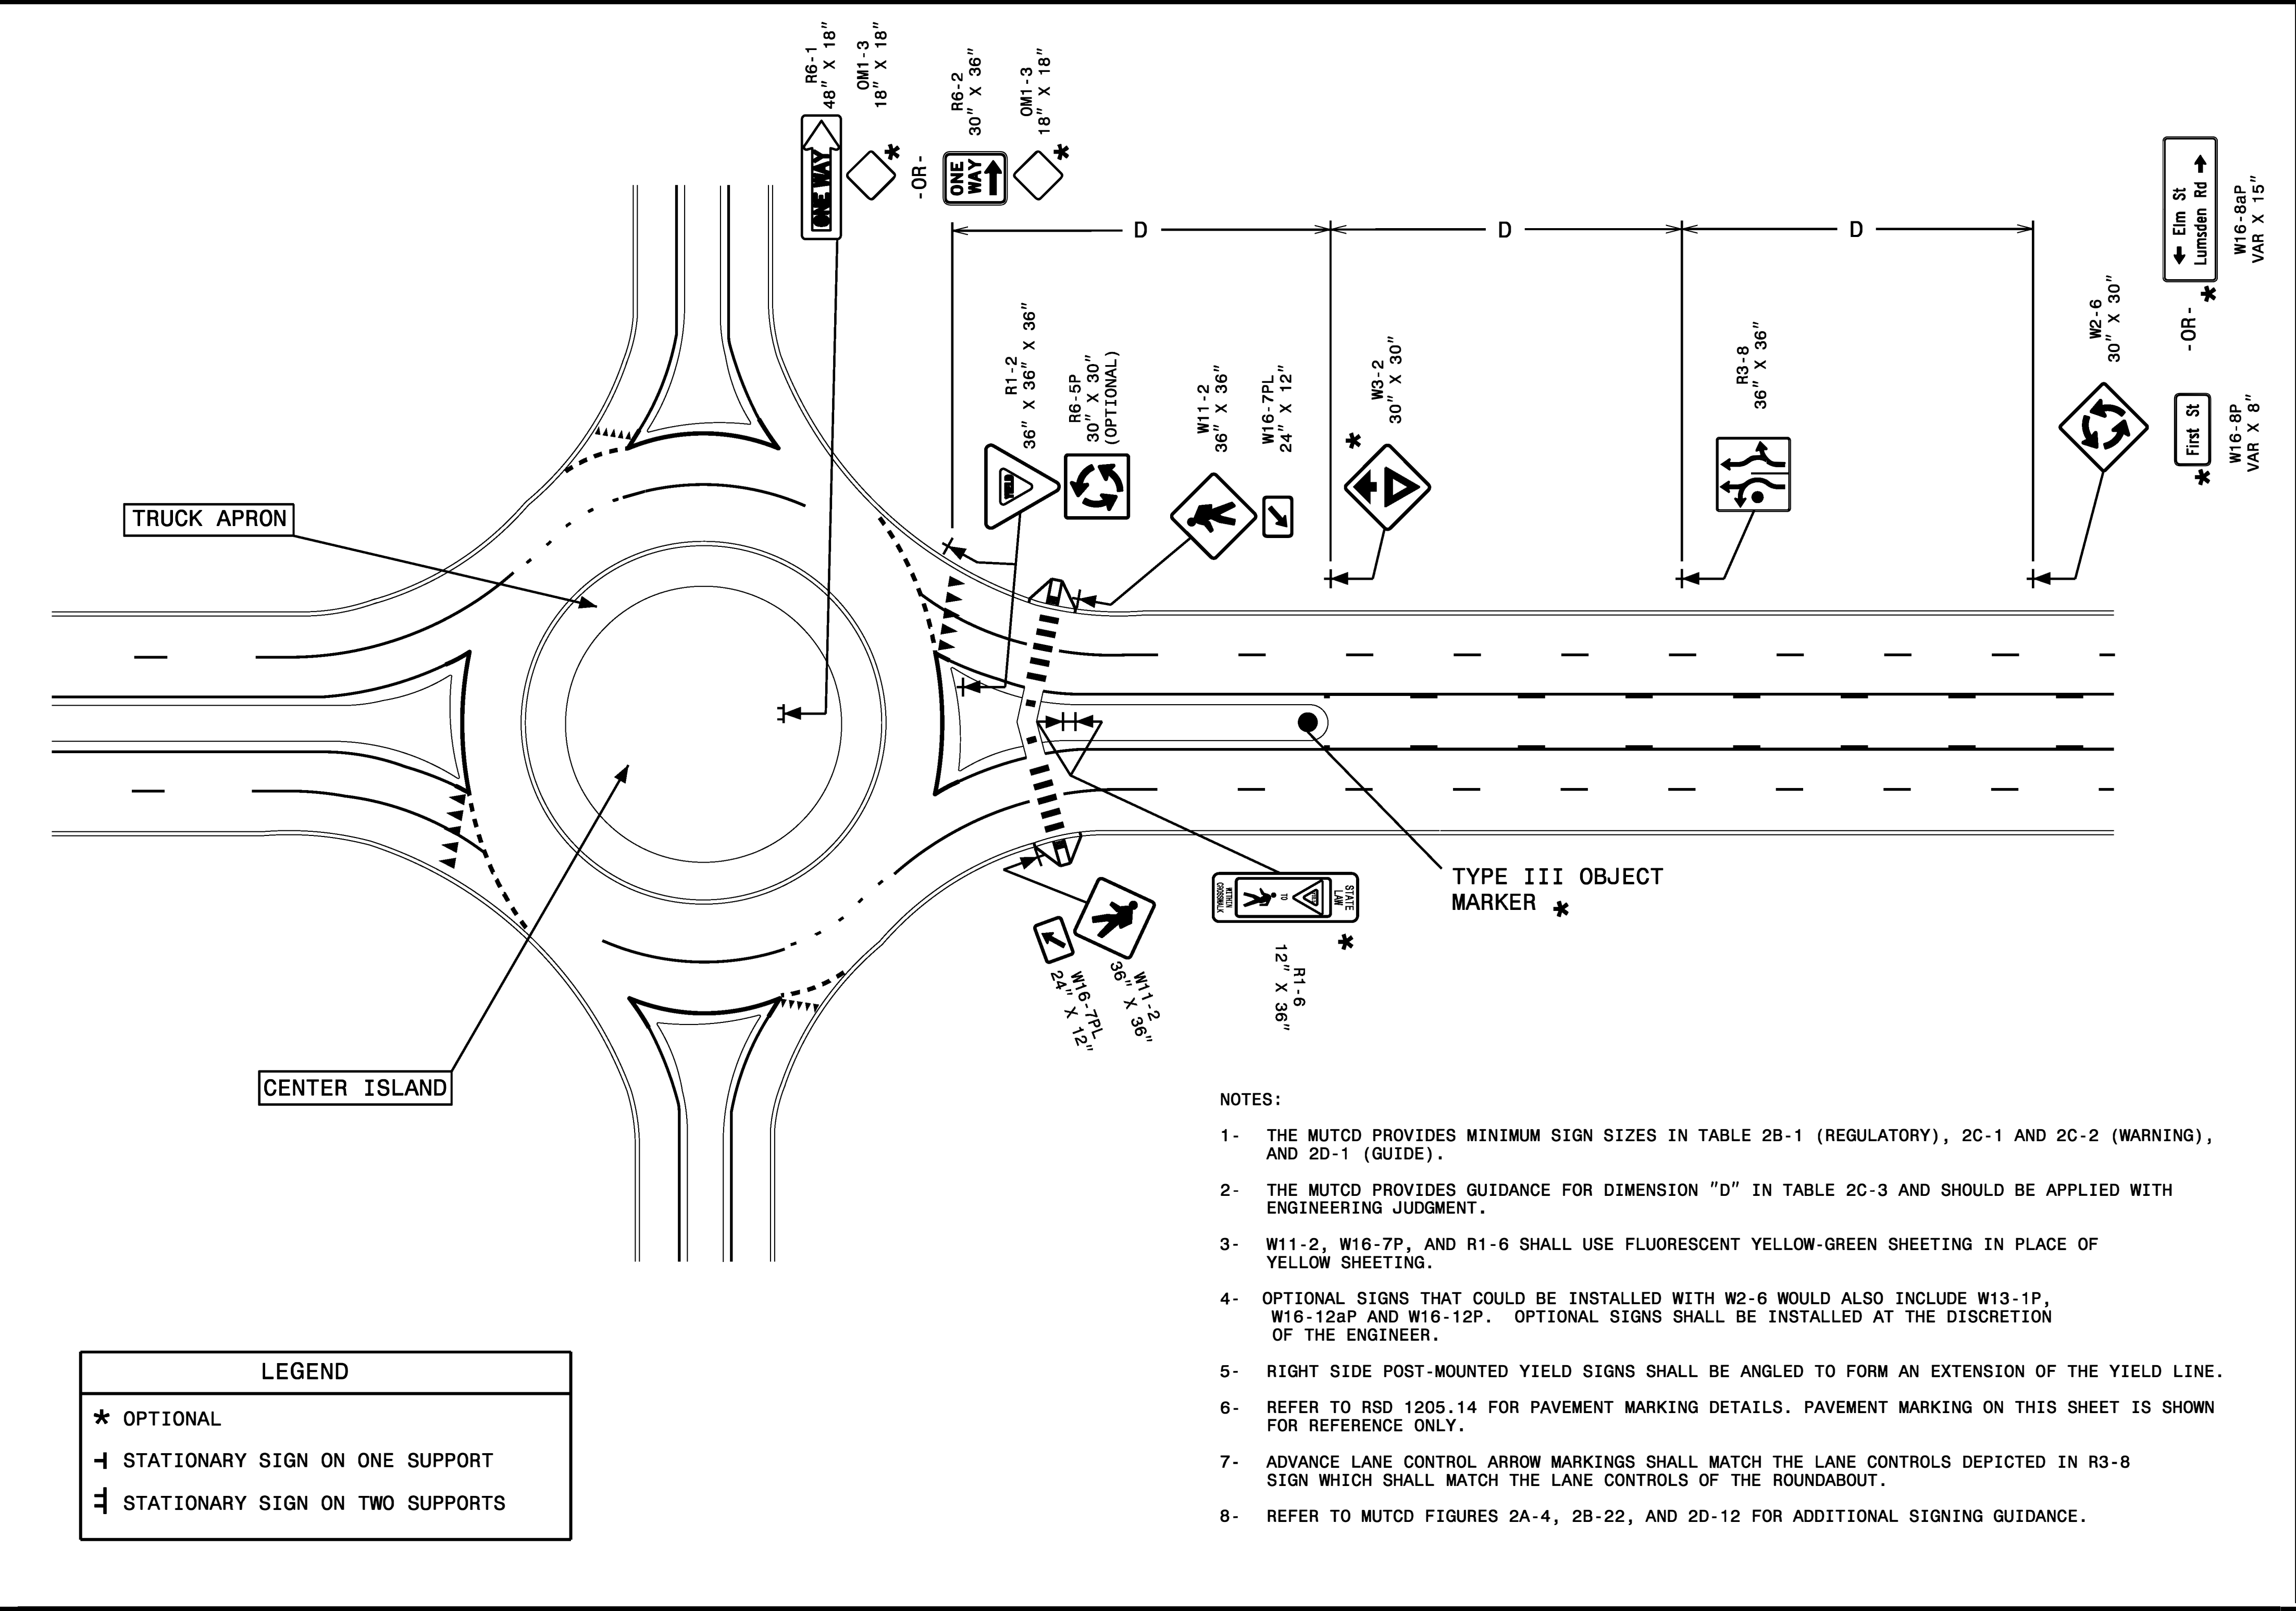 R6-1
48" X 18"
OM1-3
18" X 18"
ONE WAY
-OR-
R6-2
30" X 36"
OM1-3
18" X 18"
ONE
WAY
D
D
D
R1-2
36" X 36" X 36"
YIELD
R6-5P
30" X 30"
(OPTIONAL)
W11-2
36" X 36"
W16-7PL
24" X 12"
W3-2
30" X 30"
R3-8
36" X 36"
W2-6
30" X 30"
Elm St
Lumsden Rd
W16-8aP
VAR X 15"
-OR-
First St
W16-8P
VAR X 8"
TRUCK APRON
CENTER ISLAND
TYPE III OBJECT
MARKER *
STATE
LAW
TO
WITHIN
CROSSWALK
R1-6
12" X 36"
W11-2
36" X 36"
W16-7PL
24" X 12"
NOTES:
1- THE MUTCD PROVIDES MINIMUM SIGN SIZES IN TABLE 2B-1 (REGULATORY), 2C-1 AND 2C-2 (WARNING),
AND 2D-1 (GUIDE).
2- THE MUTCD PROVIDES GUIDANCE FOR DIMENSION "D" IN TABLE 2C-3 AND SHOULD BE APPLIED WITH
ENGINEERING JUDGMENT.
3- W11-2, W16-7P, AND R1-6 SHALL USE FLUORESCENT YELLOW-GREEN SHEETING IN PLACE OF
YELLOW SHEETING.
4- OPTIONAL SIGNS THAT COULD BE INSTALLED WITH W2-6 WOULD ALSO INCLUDE W13-1P,
W16-12aP AND W16-12P. OPTIONAL SIGNS SHALL BE INSTALLED AT THE DISCRETION
OF THE ENGINEER.
5- RIGHT SIDE POST-MOUNTED YIELD SIGNS SHALL BE ANGLED TO FORM AN EXTENSION OF THE YIELD LINE.
6- REFER TO RSD 1205.14 FOR PAVEMENT MARKING DETAILS. PAVEMENT MARKING ON THIS SHEET IS SHOWN
FOR REFERENCE ONLY.
7- ADVANCE LANE CONTROL ARROW MARKINGS SHALL MATCH THE LANE CONTROLS DEPICTED IN R3-8
SIGN WHICH SHALL MATCH THE LANE CONTROLS OF THE ROUNDABOUT.
8- REFER TO MUTCD FIGURES 2A-4, 2B-22, AND 2D-12 FOR ADDITIONAL SIGNING GUIDANCE.
LEGEND
* OPTIONAL
STATIONARY SIGN ON ONE SUPPORT
STATIONARY SIGN ON TWO SUPPORTS